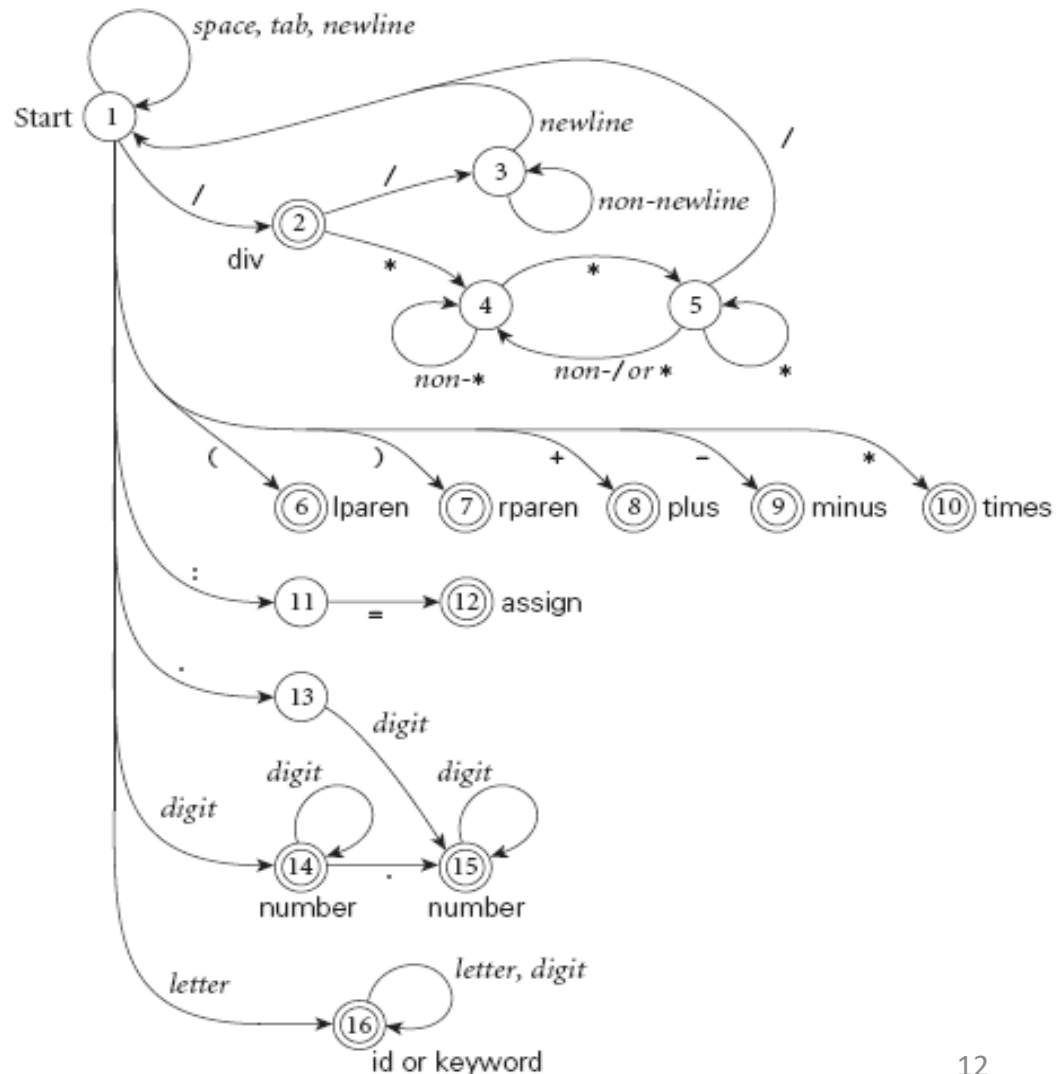 space, tab, newline
Start 1
newline
/
/ / 3
non-newline
2
div
*
*
4 5
non-* non-/ or * *
( ) + - *
6 lparen 7 rparen 8 plus 9 minus 10 times
:
11 = 12 assign
.
13
digit
digit digit
digit
14 . 15
number number
letter letter, digit
16
id or keyword
12